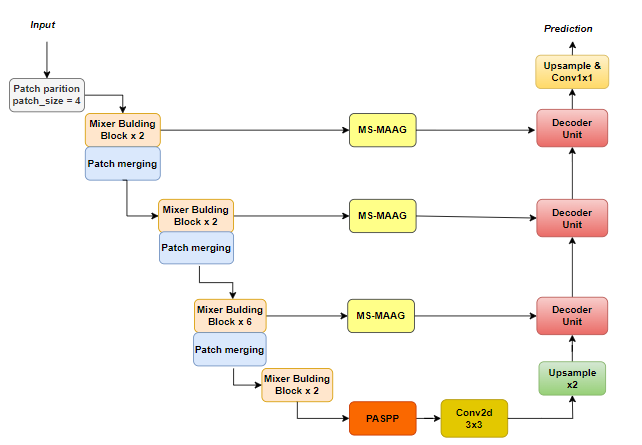 Input
Prediction
Patch parition
patch_size = 4
Upsample &
Conv1x1
Mixer Bulding
Block x 2
MS-MAAG
Decoder
Unit
Patch merging
Mixer Bulding
Block x 2
MS-MAAG
Decoder
Unit
Patch merging
Mixer Bulding
Block x 6
MS-MAAG
Decoder
Unit
Patch merging
Mixer Bulding
Block x 2
Upsample
x2
PASPP
Conv2d
3x3